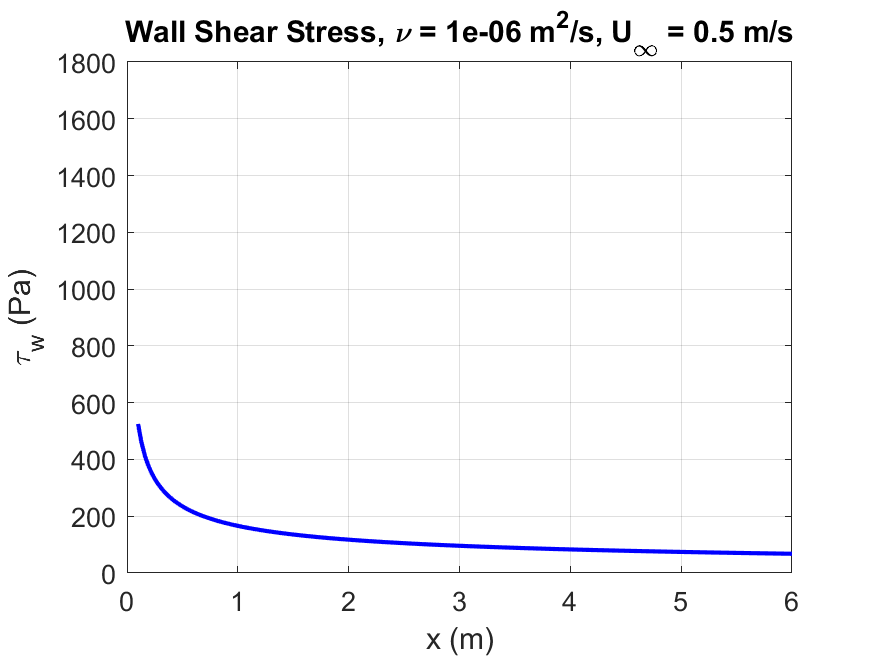 Wall Shear Stress, ν = 1e-06 m²/s, U∞ = 0.5 m/s
1800
1600
1400
1200
1000
800
600
400
200
0
τw (Pa)
0 1 2 3 4 5 6
x (m)